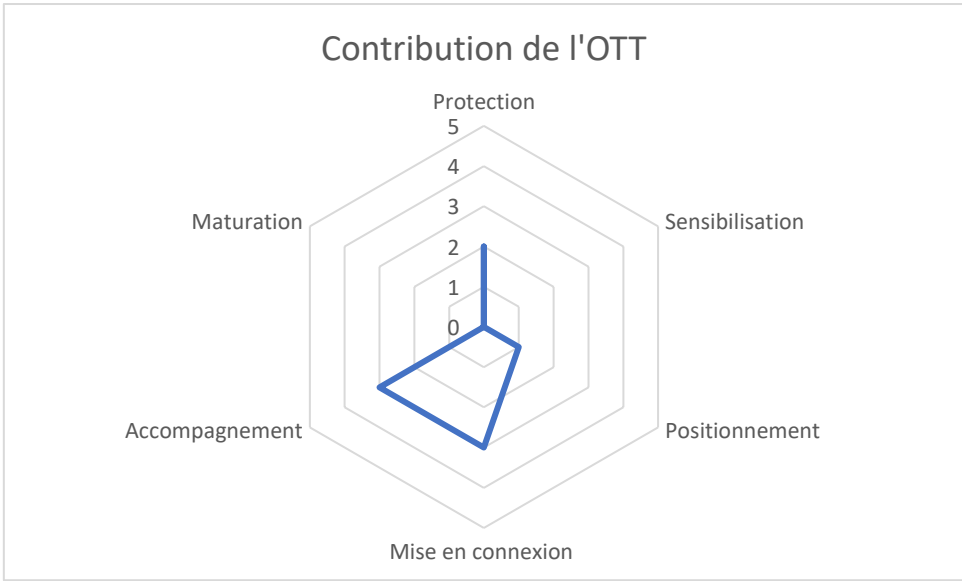 Contribution de l'OTT
Protection
5
4
Maturation
Sensibilisation
3
2
1
0
Accompagnement
Positionnement
Mise en connexion